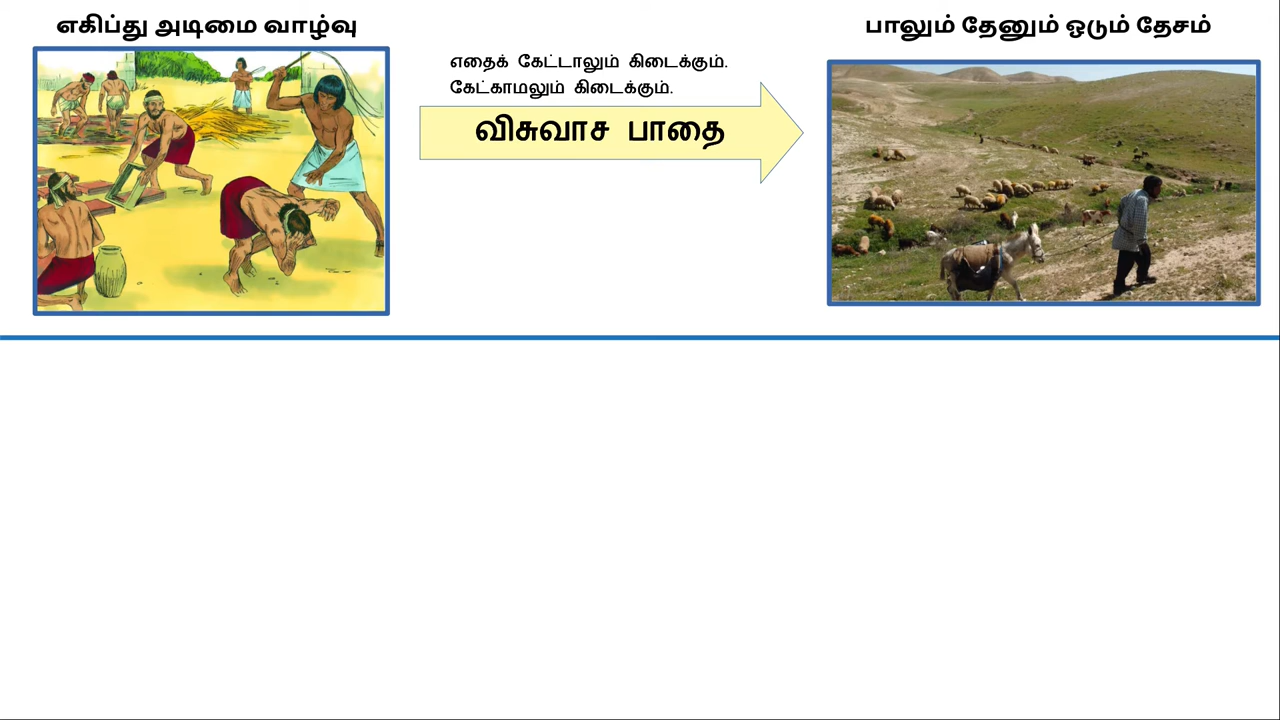 எகிப்து அடிமை வாழ்வு
பாலும் தேனும் ஓடும் தேசம்
எதைக் கேட்டாலும் கிடைக்கும்.
கேட்காமலும் கிடைக்கும்.
விசுவாச பாதை